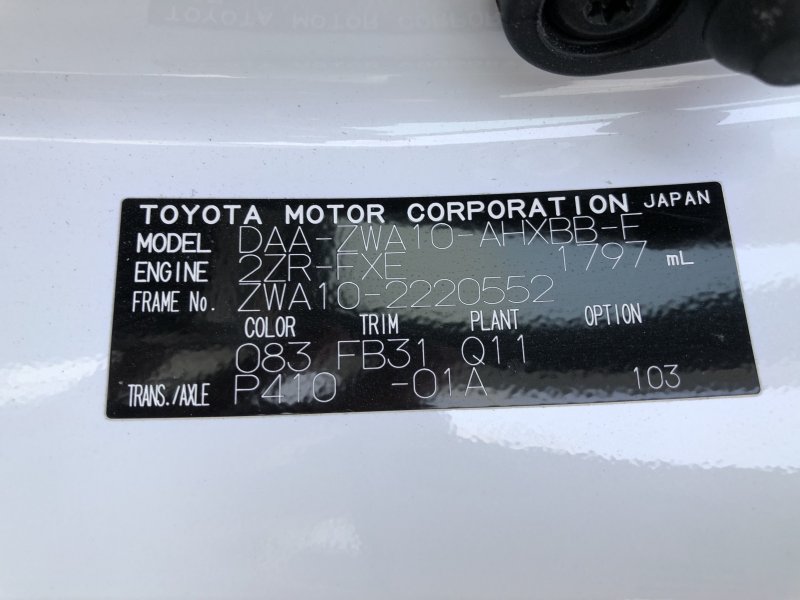 TOYOTA MOTOR CORPORATION JAPAN
MODEL DAA-ZWA10-AHXBB-F
ENGINE 2ZR-FXE 1797 mL
FRAME No. ZWA10-2220552
COLOR TRIM PLANT OPTION
083 FB31 Q11
TRANS./AXLE P410 -01A 103